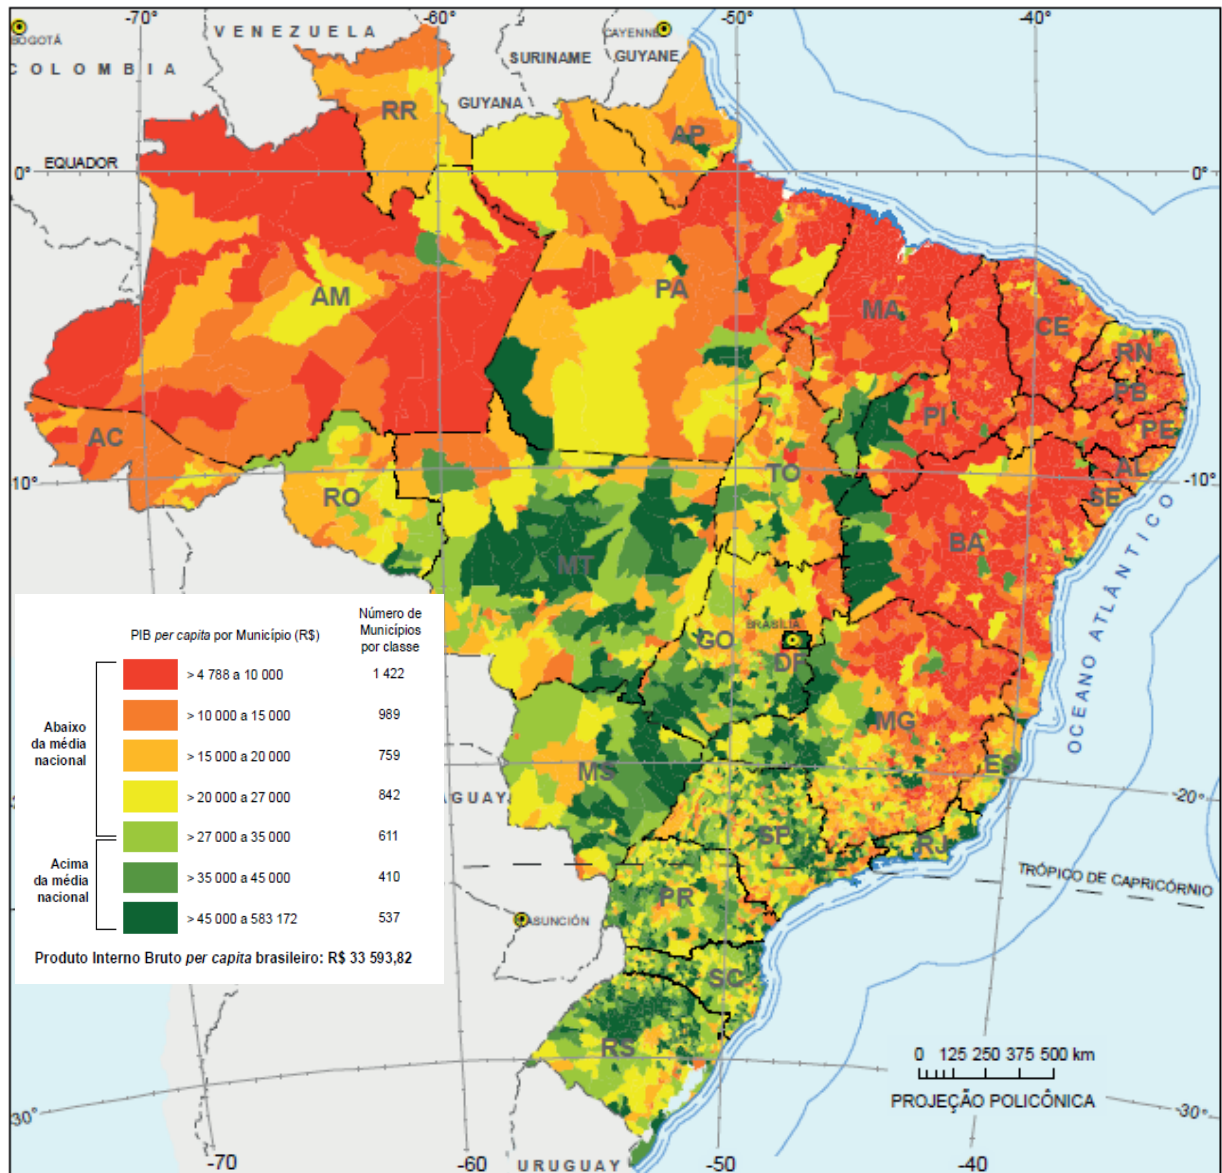 -70°
-60°
-50°
-40°
BOGOTÁ
VENEZUELA
CAYENNE
COLOMBIA
SURINAME
GUYANE
GUYANA
RR
AP
EQUADOR
0°
0°
AM
PA
MA
CE
RN
PB
PI
PE
AC
AL
10°
-10°
TO
RO
SE
BA
MT
OCEANO ATLÂNTICO
BRASÍLIA
GO
DF
MG
ES
MS
GUAY
-20°
SP
RJ
TRÓPICO DE CAPRICÓRNIO
PR
ASUNCIÓN
SC
RS
PIB per capita por Município (R$)
Número de
Municípios
por classe
> 4 788 a 10 000 1 422
> 10 000 a 15 000 989
> 15 000 a 20 000 759
> 20 000 a 27 000 842
> 27 000 a 35 000 611
> 35 000 a 45 000 410
> 45 000 a 583 172 537
Abaixo
da média
nacional
Acima
da média
nacional
Produto Interno Bruto per capita brasileiro: R$ 33 593,82
0 125 250 375 500 km
PROJEÇÃO POLICÔNICA
30°
-30°
URUGUAY
-70
-60
-50
-40